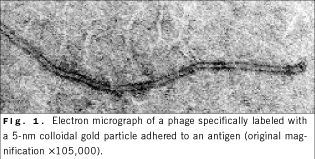 FIG. 1. Electron micrograph of a phage specifically labeled with
a 5-nm colloidal gold particle adhered to an antigen (original mag-
nification ×105,000).